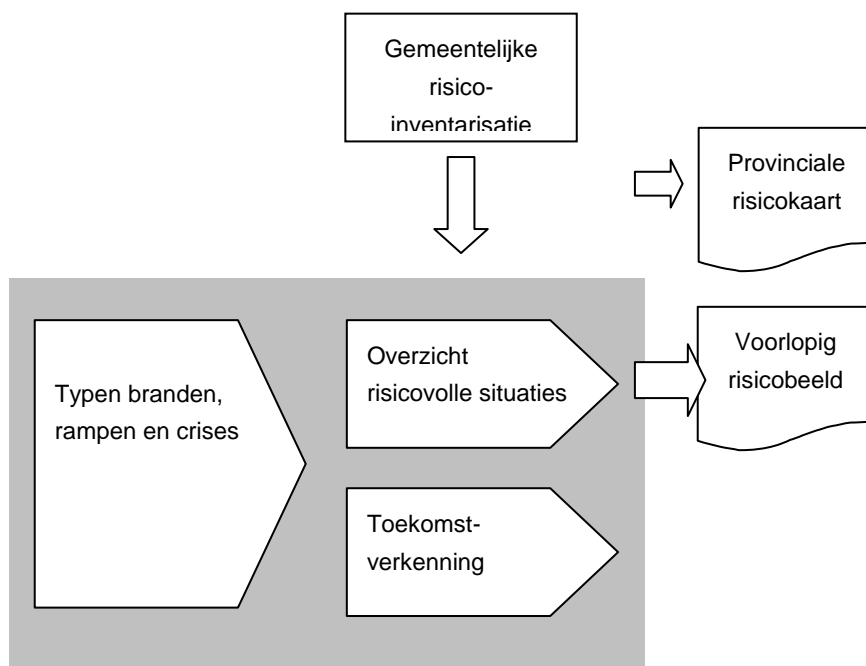 Gemeentelijke
risico-
inventarisatie
Provinciale
risicokaart
Typen branden,
rampen en crises
Overzicht
risicovolle situaties
Voorlopig
risicobeeld
Toekomst-
verkenning